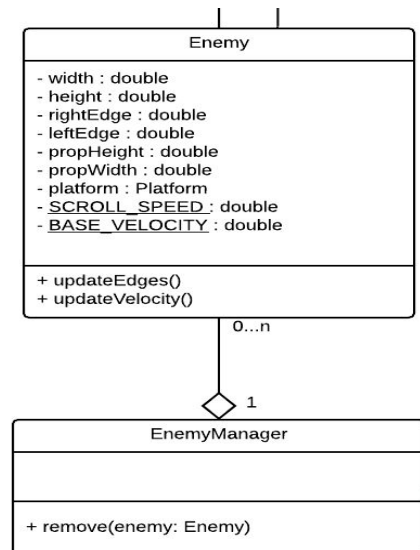 Enemy
- width : double
- height : double
- rightEdge : double
- leftEdge : double
- propHeight : double
- propWidth : double
- platform : Platform
- SCROLL_SPEED : double
- BASE_VELOCITY : double
+ updateEdges()
+ updateVelocity()
0...n
1
EnemyManager
+ remove(enemy: Enemy)